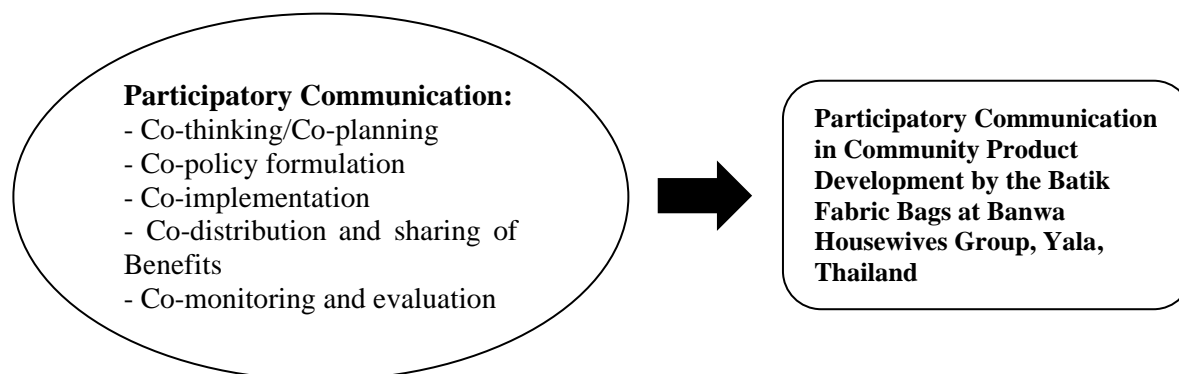 Participatory Communication:
- Co-thinking/Co-planning
- Co-policy formulation
- Co-implementation
- Co-distribution and sharing of
Benefits
- Co-monitoring and evaluation
Participatory Communication
in Community Product
Development by the Batik
Fabric Bags at Banwa
Housewives Group, Yala,
Thailand